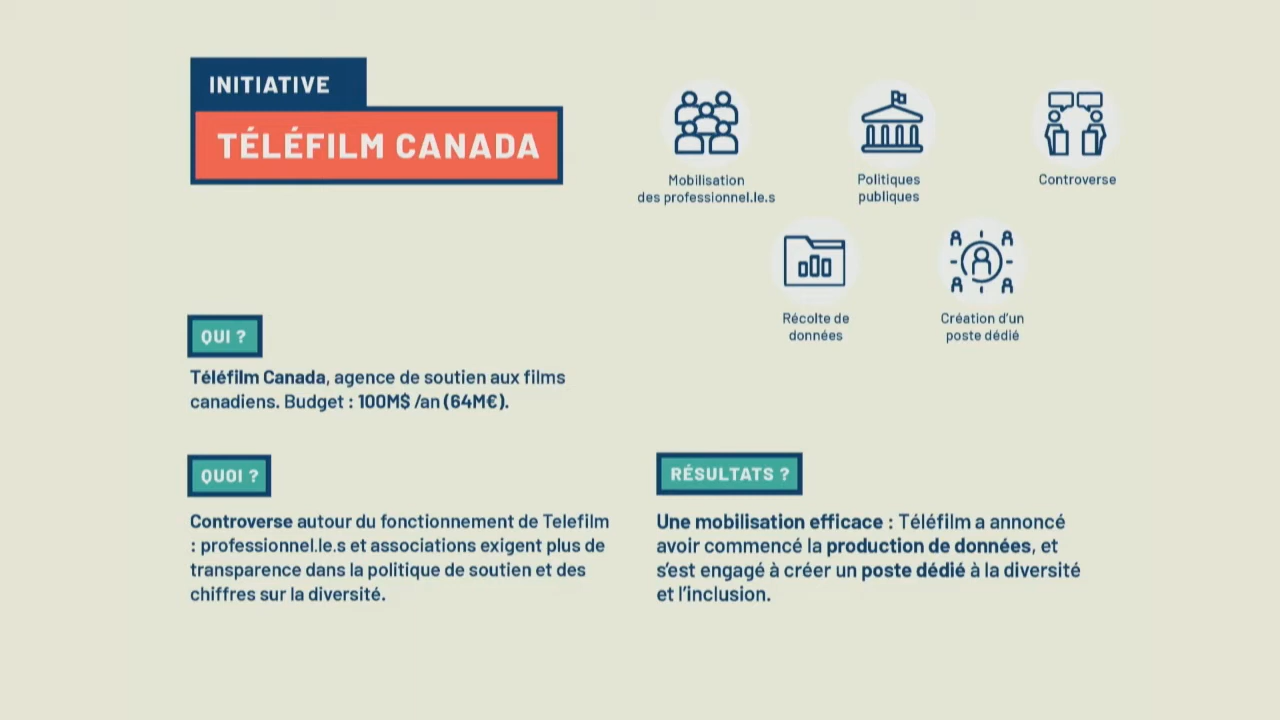 INITIATIVE
TÉLÉFILM CANADA
Mobilisation
des professionnel.le.s
Politiques
publiques
Controverse
Récolte de
données
Création d'un
poste dédié
QUI ?
Téléfilm Canada, agence de soutien aux films
canadiens. Budget : 100M$ /an (64M€).
QUOI ?
Controverse autour du fonctionnement de Telefilm
: professionnel.le.s et associations exigent plus de
transparence dans la politique de soutien et des
chiffres sur la diversité.
RÉSULTATS ?
Une mobilisation efficace : Téléfilm a annoncé
avoir commencé la production de données, et
s'est engagé à créer un poste dédié à la diversité
et l'inclusion.